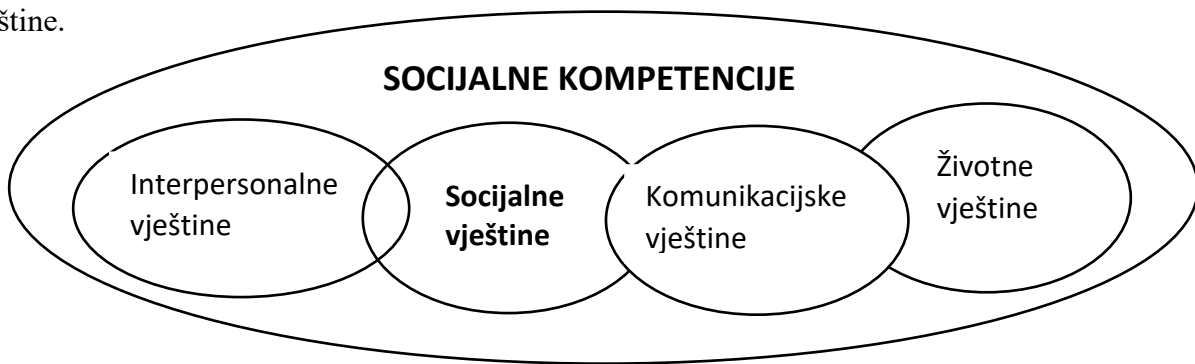 štine.
SOCIJALNE KOMPETENCIJE
Interpersonalne
vještine
Socijalne
vještine
Komunikacijske
vještine
Životne
vještine